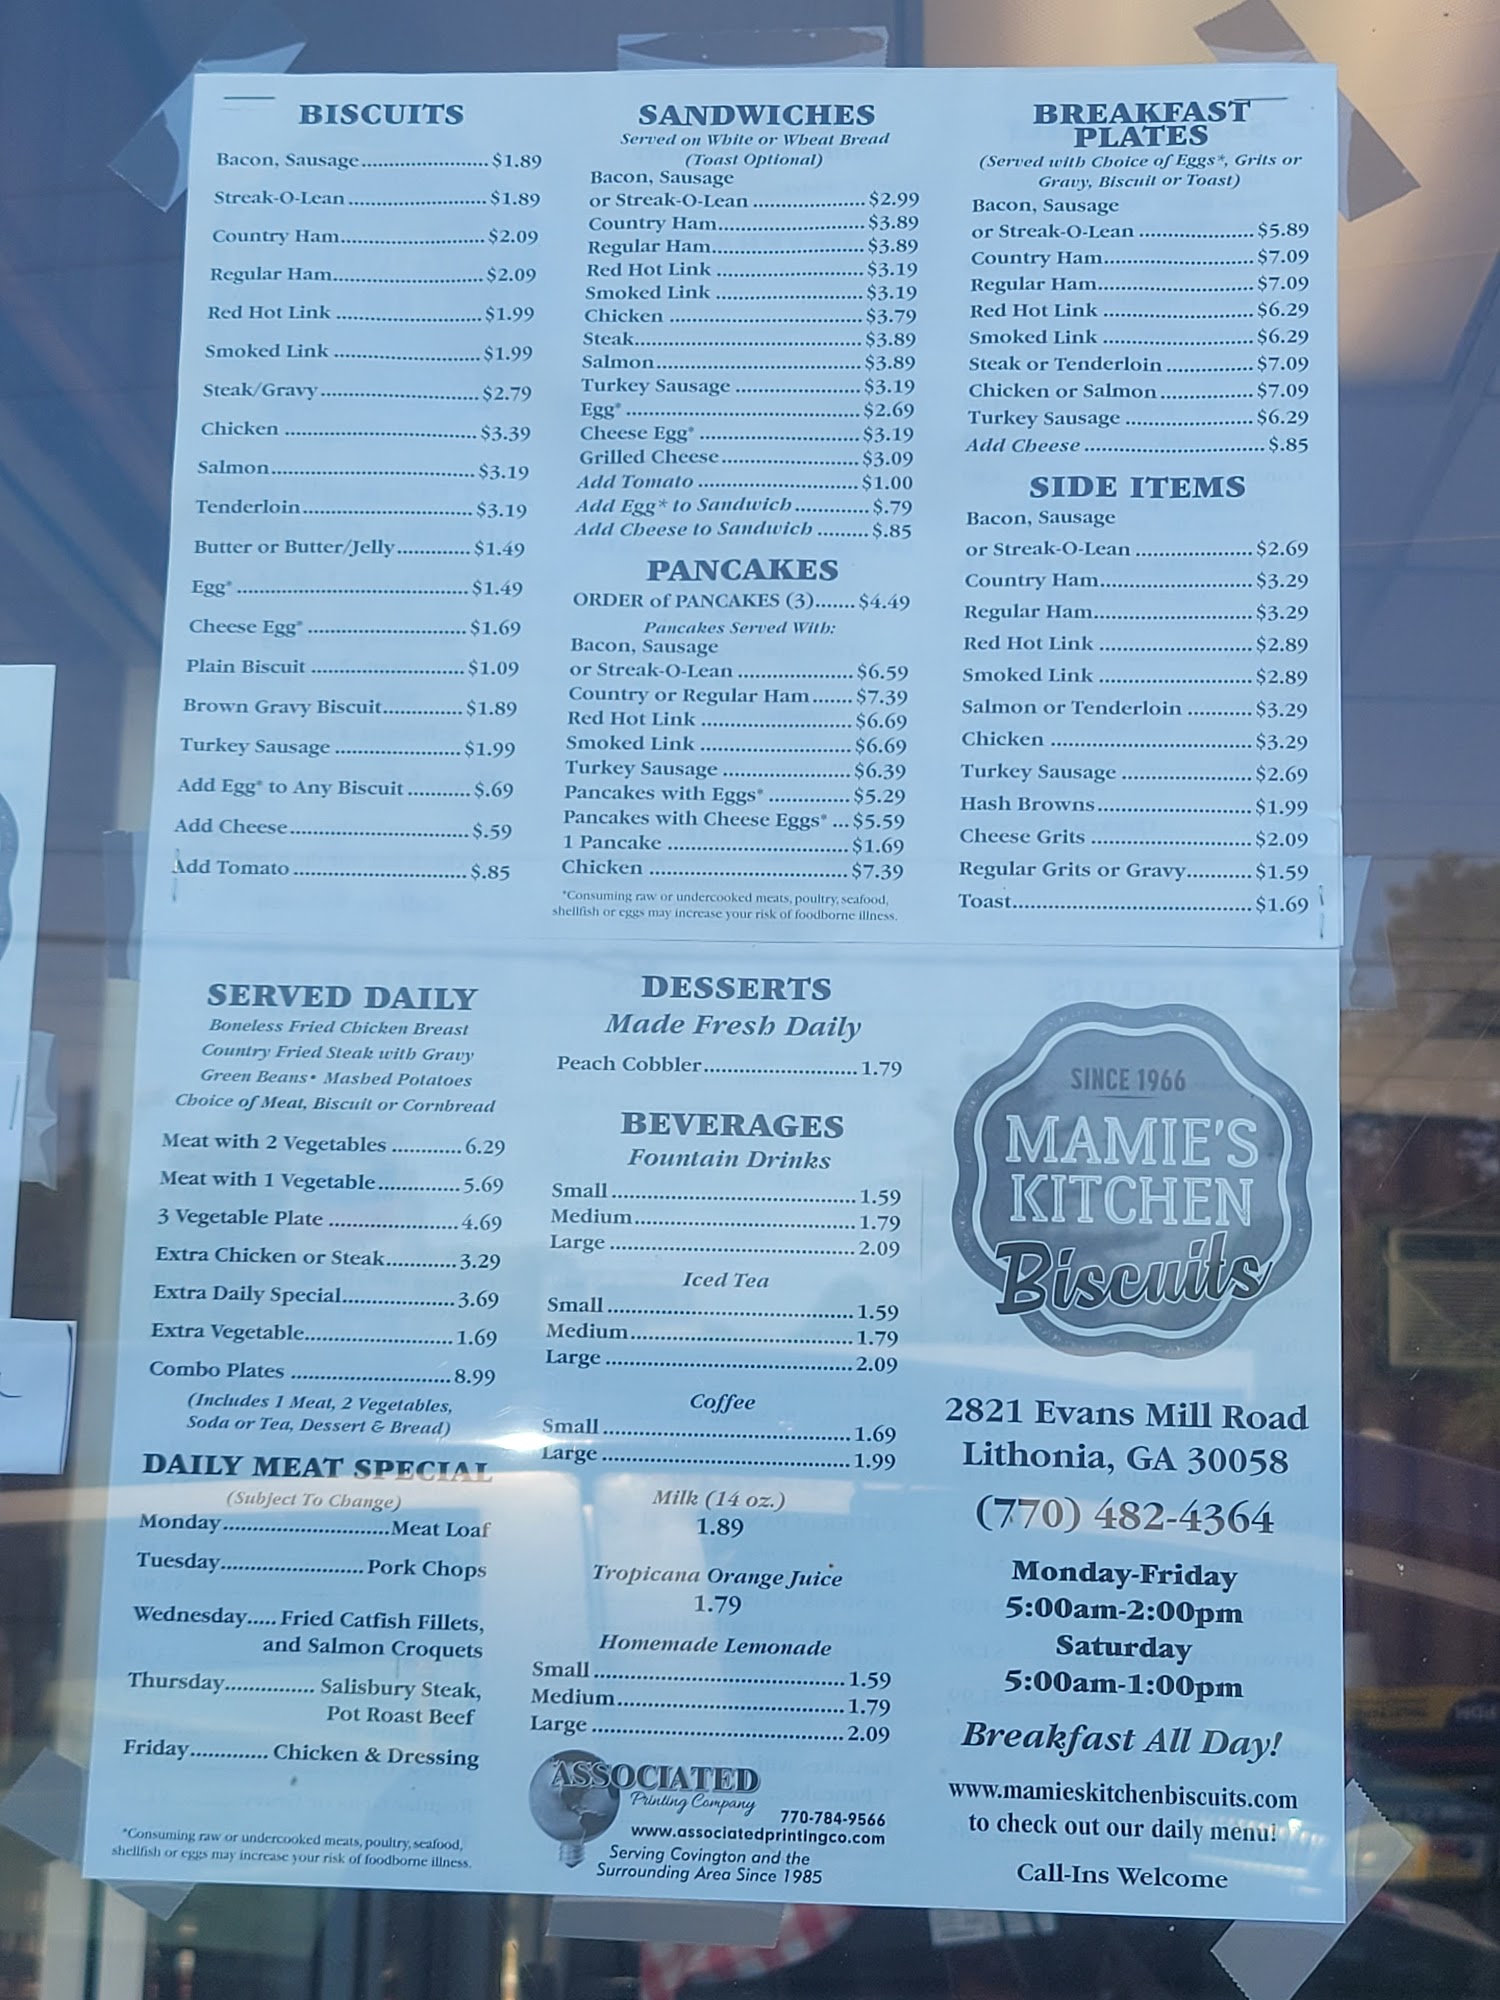 BISCUITS
Bacon, Sausage........................ $1.89
Streak-O-Lean .......................... $1.89
Country Ham........................... $2.09
Regular Ham............................ $2.09
Red Hot Link ........................... $1.99
Smoked Link ........................... $1.99
Steak/Gravy.............................. $2.79
Chicken .................................... $3.39
Salmon...................................... $3.19
Tenderloin................................ $3.19
Butter or Butter/Jelly............. $1.49
Egg* ........................................... $1.49
Cheese Egg* ............................. $1.69
Plain Biscuit ............................ $1.09
Brown Gravy Biscuit.............. $1.89
Turkey Sausage ....................... $1.99
Add Egg* to Any Biscuit ........... $.69
Add Cheese................................. $.59
Add Tomato ................................ $.85
SANDWICHES
Served on White or Wheat Bread
(Toast Optional)
Bacon, Sausage
or Streak-O-Lean .................... $2.99
Country Ham........................... $3.89
Regular Ham............................ $3.89
Red Hot Link ........................... $3.19
Smoked Link ........................... $3.19
Chicken .................................... $3.79
Steak.......................................... $3.89
Salmon...................................... $3.89
Turkey Sausage ....................... $3.19
Egg* ........................................... $2.69
Cheese Egg* ............................. $3.19
Grilled Cheese......................... $3.09
Add Tomato ............................. $1.00
Add Egg* to Sandwich.............. $.79
Add Cheese to Sandwich ......... $.85
PANCAKES
ORDER of PANCAKES (3)....... $4.49
Pancakes Served With:
Bacon, Sausage
or Streak-O-Lean ..................... $6.59
Country or Regular Ham ....... $7.39
Red Hot Link ............................ $6.69
Smoked Link ............................ $6.69
Turkey Sausage ........................ $6.39
Pancakes with Eggs* ............... $5.29
Pancakes with Cheese Eggs* ... $5.59
1 Pancake ................................. $1.69
Chicken .................................... $7.39
*Consuming raw or undercooked meats, poultry, seafood,
shellfish or eggs may increase your risk of foodborne illness.
BREAKFAST
PLATES
(Served with Choice of Eggs*, Grits or
Gravy, Biscuit or Toast)
Bacon, Sausage
or Streak-O-Lean ..................... $5.89
Country Ham............................ $7.09
Regular Ham............................. $7.09
Red Hot Link ............................ $6.29
Smoked Link ............................ $6.29
Steak or Tenderloin ................ $7.09
Chicken or Salmon................. $7.09
Turkey Sausage ........................ $6.29
Add Cheese ................................. $.85
SIDE ITEMS
Bacon, Sausage
or Streak-O-Lean ..................... $2.69
Country Ham............................ $3.29
Regular Ham............................. $3.29
Red Hot Link ............................ $2.89
Smoked Link ............................ $2.89
Salmon or Tenderloin ........... $3.29
Chicken ..................................... $3.29
Turkey Sausage ........................ $2.69
Hash Browns............................ $1.99
Cheese Grits ............................. $2.09
Regular Grits or Gravy........... $1.59
Toast........................................... $1.69
SERVED DAILY
Boneless Fried Chicken Breast
Country Fried Steak with Gravy
Green Beans• Mashed Potatoes
Choice of Meat, Biscuit or Cornbread
Meat with 2 Vegetables ............ 6.29
Meat with 1 Vegetable.............. 5.69
3 Vegetable Plate ...................... 4.69
Extra Chicken or Steak............ 3.29
Extra Daily Special................... 3.69
Extra Vegetable......................... 1.69
Combo Plates ........................... 8.99
(Includes 1 Meat, 2 Vegetables,
Soda or Tea, Dessert & Bread)
DAILY MEAT SPECIAL
(Subject To Change)
Monday............................Meat Loaf
Tuesday........................ Pork Chops
Wednesday..... Fried Catfish Fillets,
and Salmon Croquets
Thursday............... Salisbury Steak,
Pot Roast Beef
Friday............. Chicken & Dressing
*Consuming raw or undercooked meats, poultry, seafood,
shellfish or eggs may increase your risk of foodborne illness.
DESSERTS
Made Fresh Daily
Peach Cobbler.......................... 1.79
BEVERAGES
Fountain Drinks
Small ......................................... 1.59
Medium..................................... 1.79
Large ......................................... 2.09
Iced Tea
Small ......................................... 1.59
Medium..................................... 1.79
Large ......................................... 2.09
Coffee
Small ......................................... 1.69
Large ......................................... 1.99
Milk (14 oz.)
1.89
Tropicana Orange Juice
1.79
Homemade Lemonade
Small ......................................... 1.59
Medium..................................... 1.79
Large ......................................... 2.09
ASSOCIATED
Printing Company
770-784-9566
www.associatedprintingco.com
Serving Covington and the
Surrounding Area Since 1985
SINCE 1966
MAMIE'S
KITCHEN
Biscuits
2821 Evans Mill Road
Lithonia, GA 30058
(770) 482-4364
Monday-Friday
5:00am-2:00pm
Saturday
5:00am-1:00pm
Breakfast All Day!
www.mamieskitchenbiscuits.com
to check out our daily menu!
Call-Ins Welcome